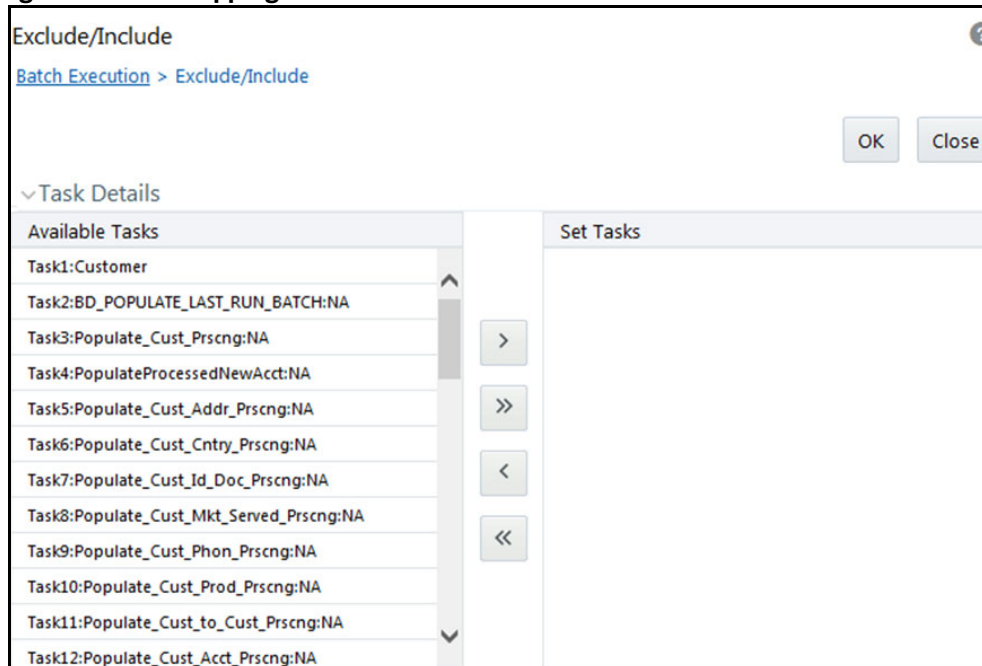 Exclude/Include
Batch Execution > Exclude/Include
OK
Close
Task Details
Available Tasks
Set Tasks
Task1:Customer
Task2:BD_POPULATE_LAST_RUN_BATCH:NA
Task3:Populate_Cust_Prscng:NA
Task4:PopulateProcessedNewAcct:NA
Task5:Populate_Cust_Addr_Prscng:NA
Task6:Populate_Cust_Cntry_Prscng:NA
Task7:Populate_Cust_Id_Doc_Prscng:NA
Task8:Populate_Cust_Mkt_Served_Prscng:NA
Task9:Populate_Cust_Phon_Prscng:NA
Task10:Populate_Cust_Prod_Prscng:NA
Task11:Populate_Cust_to_Cust_Prscng:NA
Task12:Populate_Cust_Acct_Prscng:NA